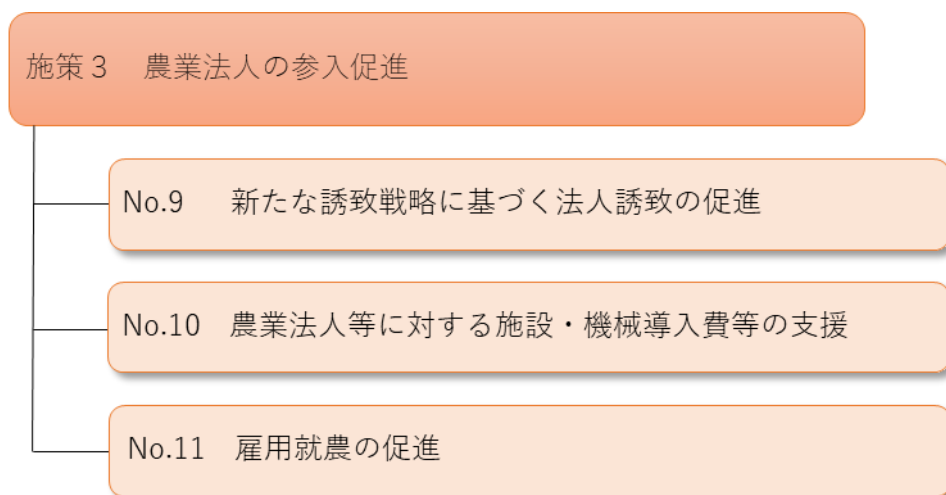 施策３　農業法人の参入促進
No.9　新たな誘致戦略に基づく法人誘致の促進
No.10　農業法人等に対する施設・機械導入費等の支援
No.11　雇用就農の促進